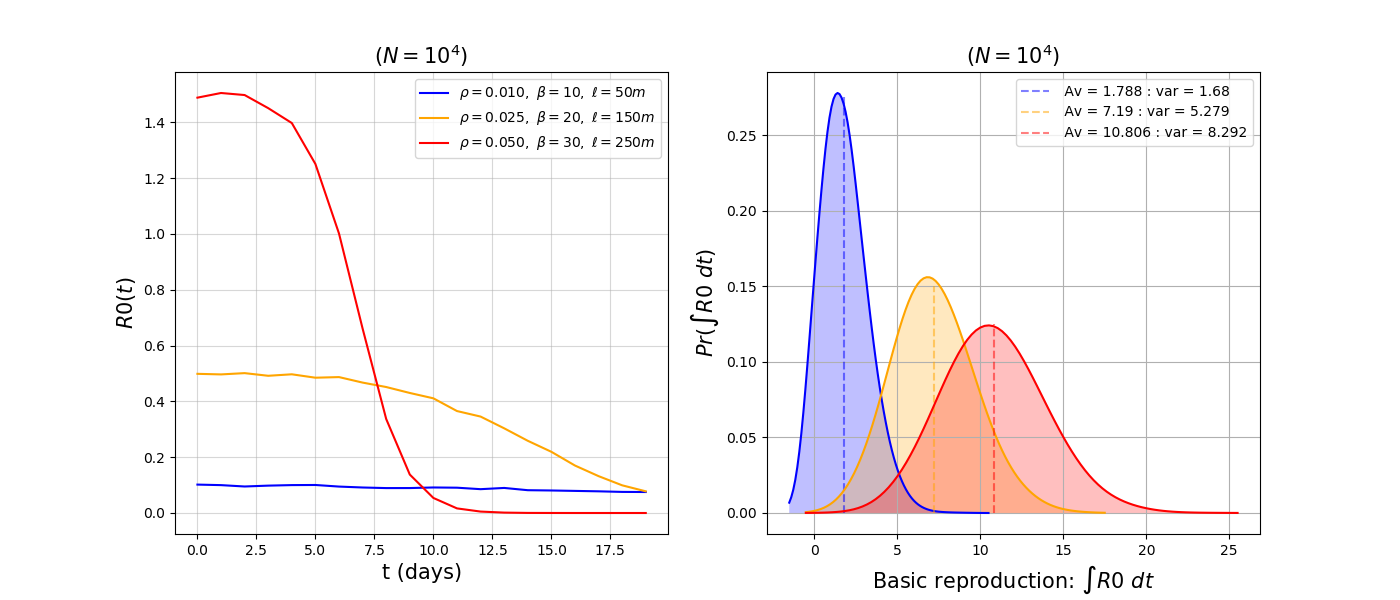 (N = 10⁴)
R0(t)
1.4
1.2
1.0
0.8
0.6
0.4
0.2
0.0
ρ = 0.010, β = 10, ℓ = 50m
ρ = 0.025, β = 20, ℓ = 150m
ρ = 0.050, β = 30, ℓ = 250m
0.0 2.5 5.0 7.5 10.0 12.5 15.0 17.5
t (days)
(N = 10⁴)
Pr(∫R0 dt)
0.25
0.20
0.15
0.10
0.05
0.00
Av = 1.788 : var = 1.68
Av = 7.19 : var = 5.279
Av = 10.806 : var = 8.292
0 5 10 15 20 25
Basic reproduction: ∫R0 dt